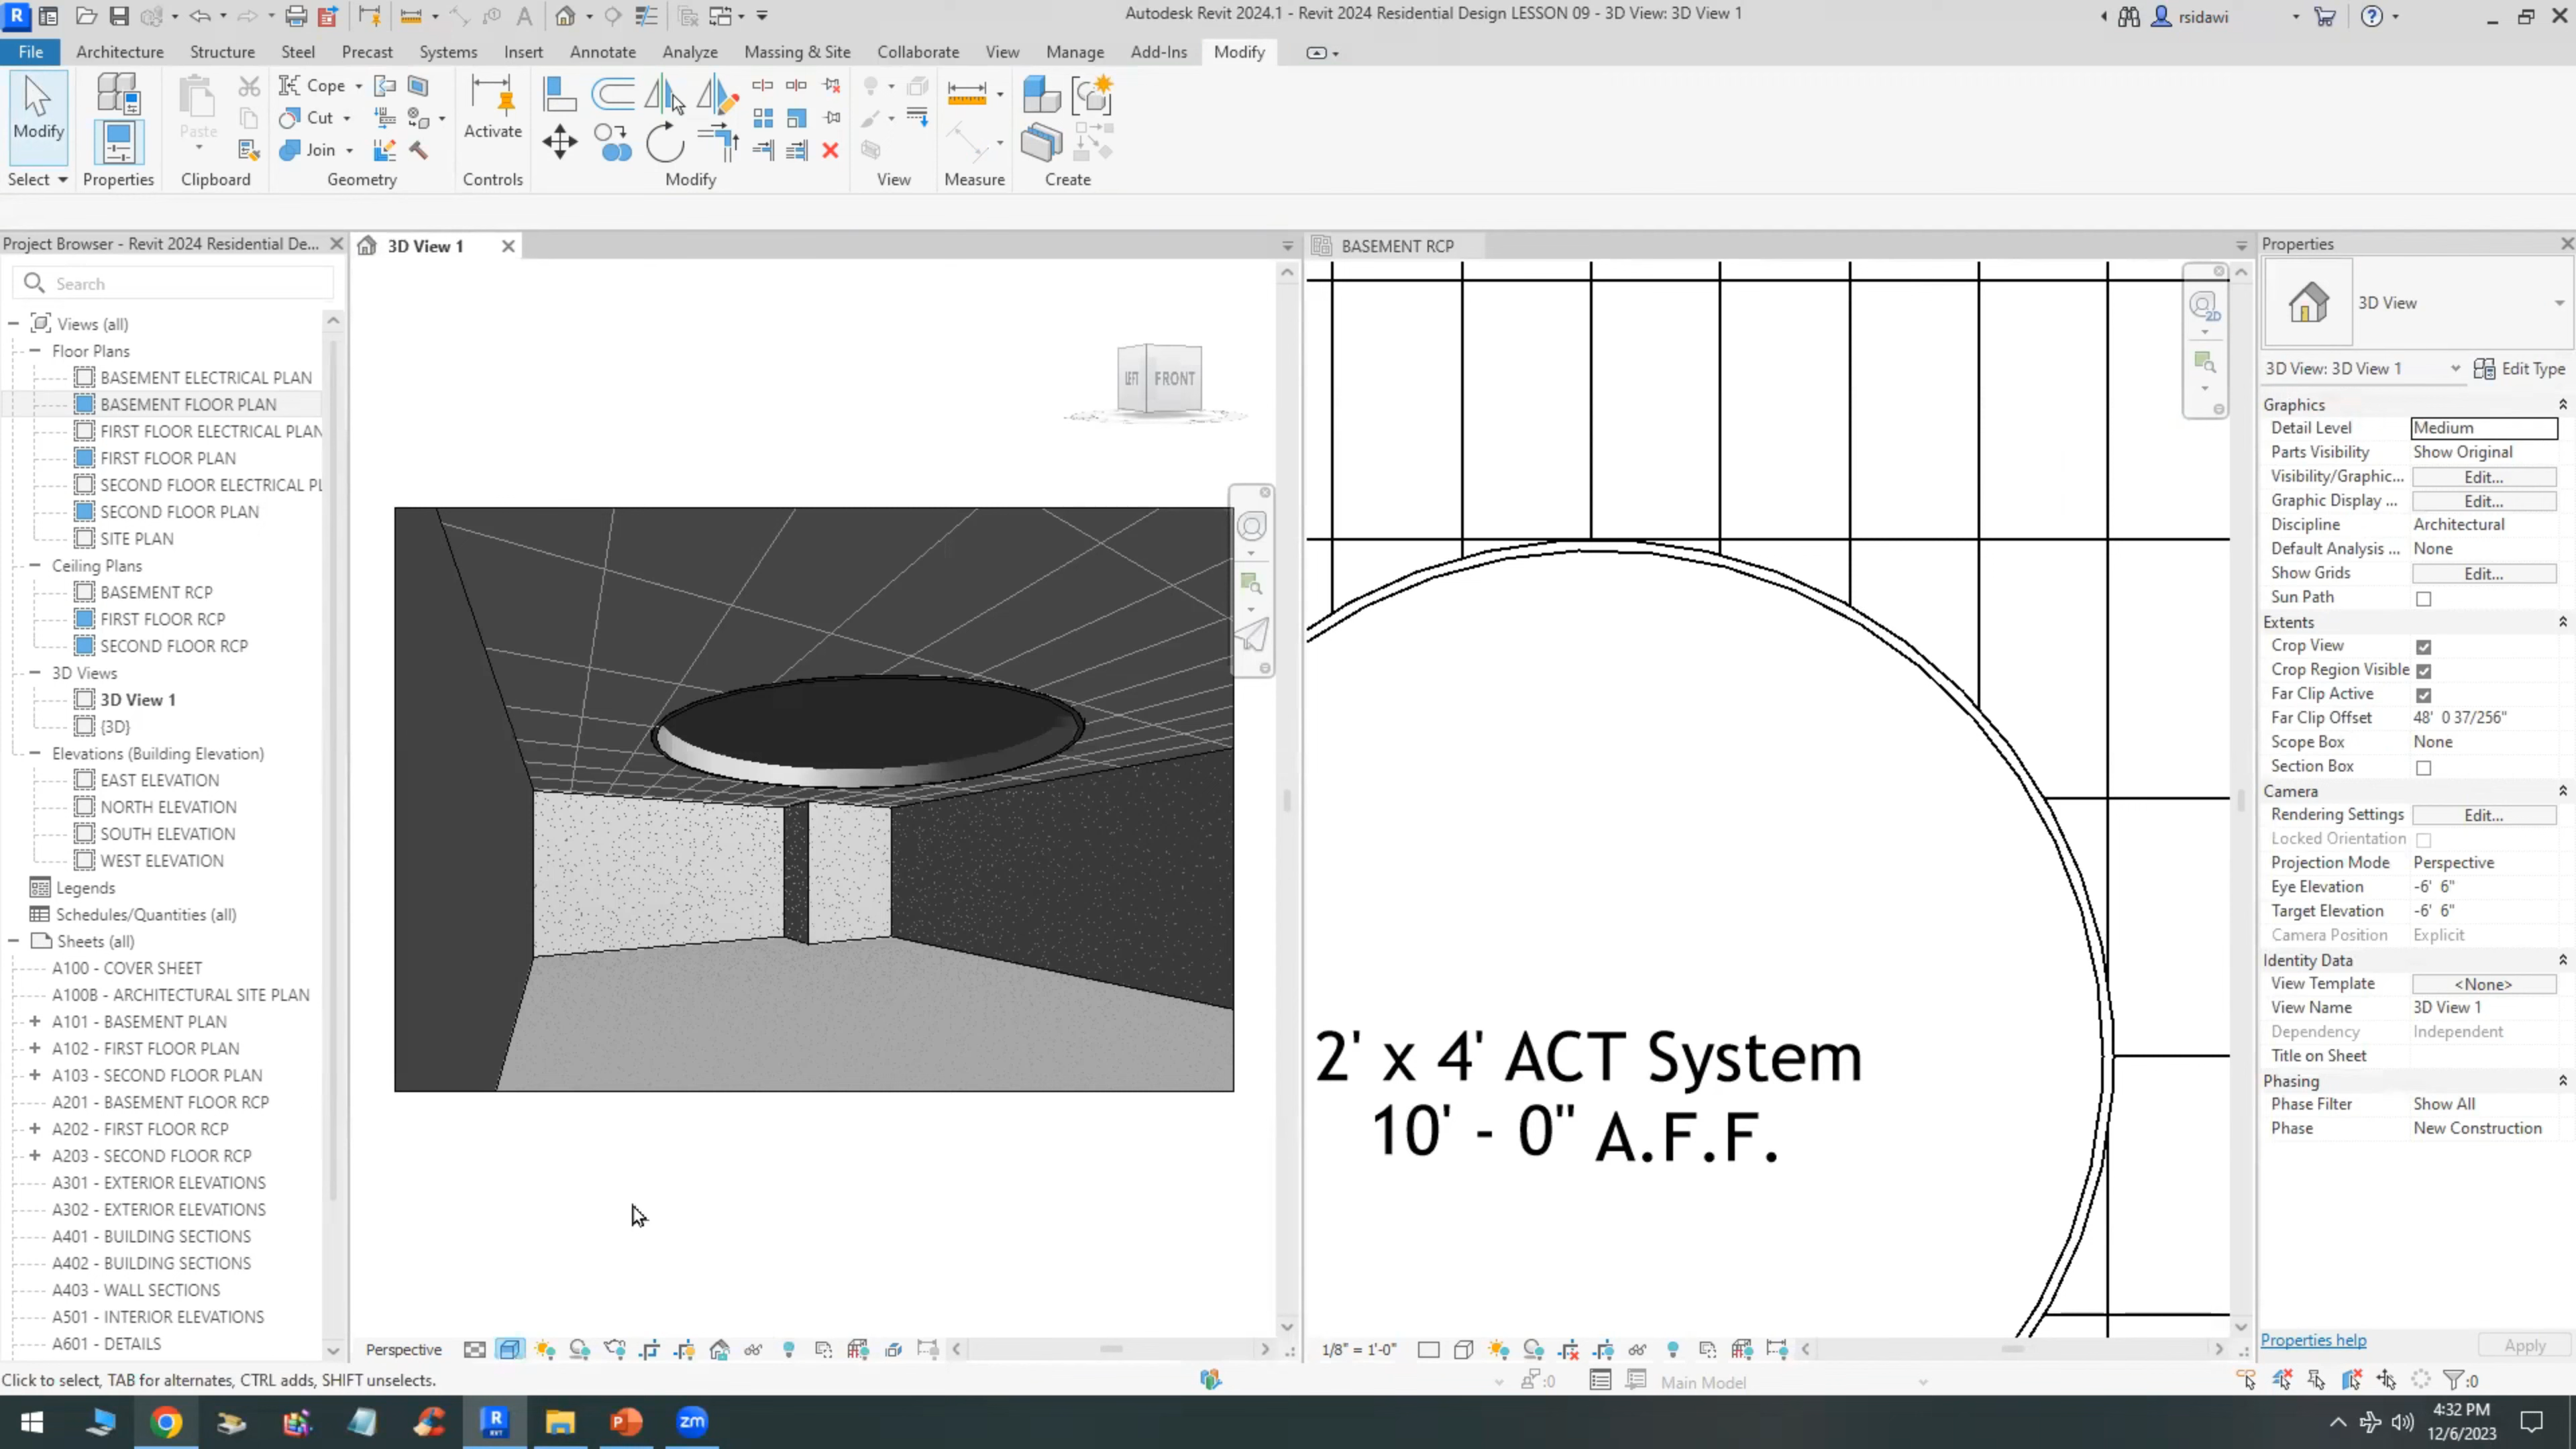 Autodesk Revit 2024.1 - Revit 2024 Residential Design LESSON 09 - 3D View: 3D View 1
rsidawi
File Architecture Structure Steel Precast Systems Insert Annotate Analyze Massing & Site Collaborate View Manage Add-Ins Modify
Modify
Paste
Cope
Cut
Join
Activate
Select Properties Clipboard Geometry Controls Modify View Measure Create
Project Browser - Revit 2024 Residential De...
Search
Views (all)
Floor Plans
BASEMENT ELECTRICAL PLAN
BASEMENT FLOOR PLAN
FIRST FLOOR ELECTRICAL PLAN
FIRST FLOOR PLAN
SECOND FLOOR ELECTRICAL PL
SECOND FLOOR PLAN
SITE PLAN
Ceiling Plans
BASEMENT RCP
FIRST FLOOR RCP
SECOND FLOOR RCP
3D Views
3D View 1
{3D}
Elevations (Building Elevation)
EAST ELEVATION
NORTH ELEVATION
SOUTH ELEVATION
WEST ELEVATION
Legends
Schedules/Quantities (all)
Sheets (all)
A100 - COVER SHEET
A100B - ARCHITECTURAL SITE PLAN
A101 - BASEMENT PLAN
A102 - FIRST FLOOR PLAN
A103 - SECOND FLOOR PLAN
A201 - BASEMENT FLOOR RCP
A202 - FIRST FLOOR RCP
A203 - SECOND FLOOR RCP
A301 - EXTERIOR ELEVATIONS
A302 - EXTERIOR ELEVATIONS
A401 - BUILDING SECTIONS
A402 - BUILDING SECTIONS
A403 - WALL SECTIONS
A501 - INTERIOR ELEVATIONS
A601 - DETAILS
3D View 1
LEFT FRONT
Perspective
BASEMENT RCP
2D
2' x 4' ACT System
10' - 0" A.F.F.
1/8" = 1'-0"
Properties
3D View
3D View: 3D View 1 Edit Type
Graphics
Detail Level Medium
Parts Visibility Show Original
Visibility/Graphic... Edit...
Graphic Display ... Edit...
Discipline Architectural
Default Analysis ... None
Show Grids Edit...
Sun Path
Extents
Crop View
Crop Region Visible
Far Clip Active
Far Clip Offset 48' 0 37/256"
Scope Box None
Section Box
Camera
Rendering Settings Edit...
Locked Orientation
Projection Mode Perspective
Eye Elevation -6' 6"
Target Elevation -6' 6"
Camera Position Explicit
Identity Data
View Template <None>
View Name 3D View 1
Dependency Independent
Title on Sheet
Phasing
Phase Filter Show All
Phase New Construction
Properties help Apply
Click to select, TAB for alternates, CTRL adds, SHIFT unselects.
:0
Main Model
:0
R
RVT
P
zm
4:32 PM
12/6/2023